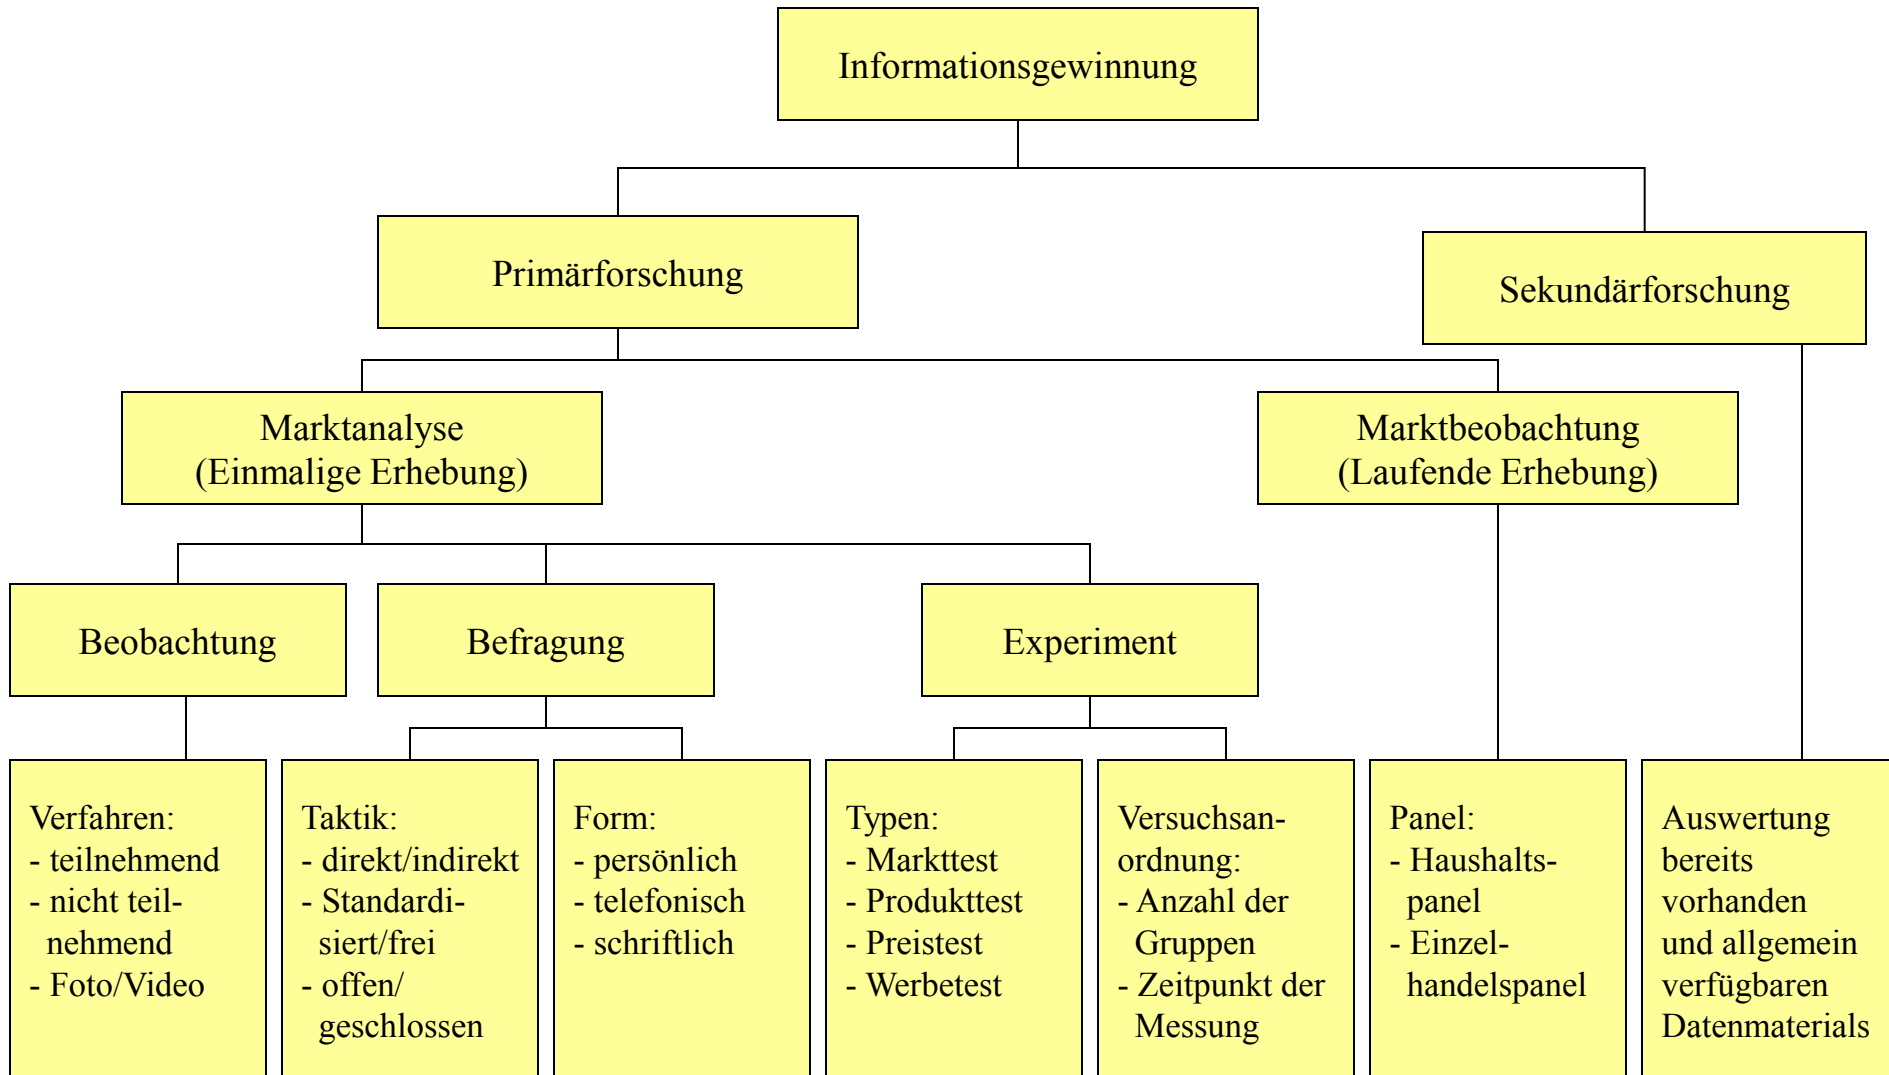 Informationsgewinnung
Primärforschung
Sekundärforschung
Marktanalyse
(Einmalige Erhebung)
Marktbeobachtung
(Laufende Erhebung)
Beobachtung
Befragung
Experiment
Verfahren:
- teilnehmend
- nicht teil-
nehmend
- Foto/Video
Taktik:
- direkt/indirekt
- Standardi-
siert/frei
- offen/
geschlossen
Form:
- persönlich
- telefonisch
- schriftlich
Typen:
- Markttest
- Produkttest
- Preistest
- Werbetest
Versuchsan-
ordnung:
- Anzahl der
Gruppen
- Zeitpunkt der
Messung
Panel:
- Haushalts-
panel
- Einzel-
handelspanel
Auswertung
bereits
vorhanden
und allgemein
verfügbaren
Datenmaterials